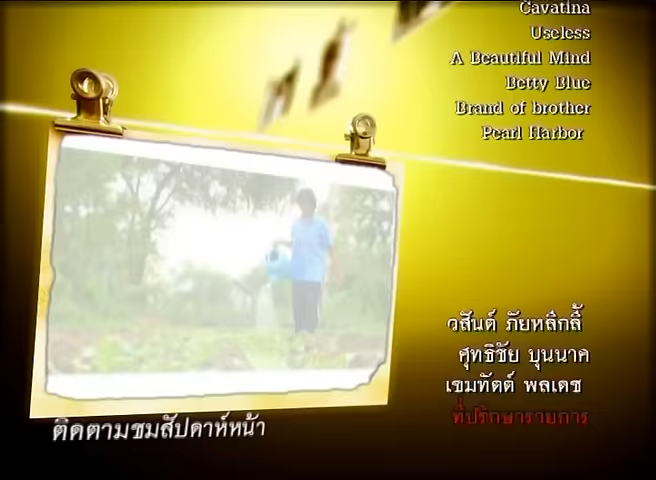 Cavatina
Useless
A Beautiful Mind
Betty Blue
Brand of brother
Pearl Harbor
วสันต์ ภัยหลีกลี้
ศุทธิชัย บุนนาค
เขมทัตต์ พลเดช
ที่ปรึกษารายการ
ติดตามชมสัปดาห์หน้า